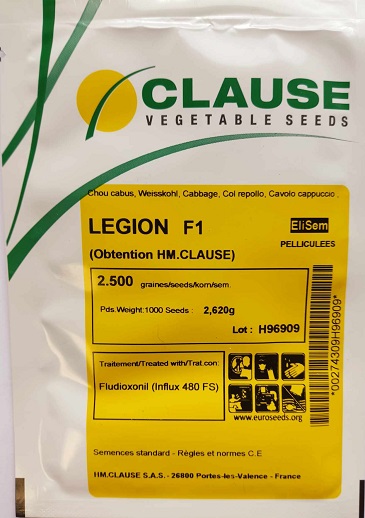 CLAUSE
VEGETABLE SEEDS
Chou cabus, Weisskohl, Cabbage, Col repollo, Cavolo cappuccio .
LEGION F1
EliSem
(Obtention HM.CLAUSE)
PELLICULEES
2.500 graines/seeds/korn/sem.
Pds.Weight:1000 Seeds : 2,620g
Lot : H96909
*00274309H96909*
Traitement/Treated with/Trat.con:
Fludioxonil (Influx 480 FS)
www.euroseeds.org
Semences standard - Règles et normes C.E
HM.CLAUSE S.A.S. - 26800 Portes-les-Valence - France